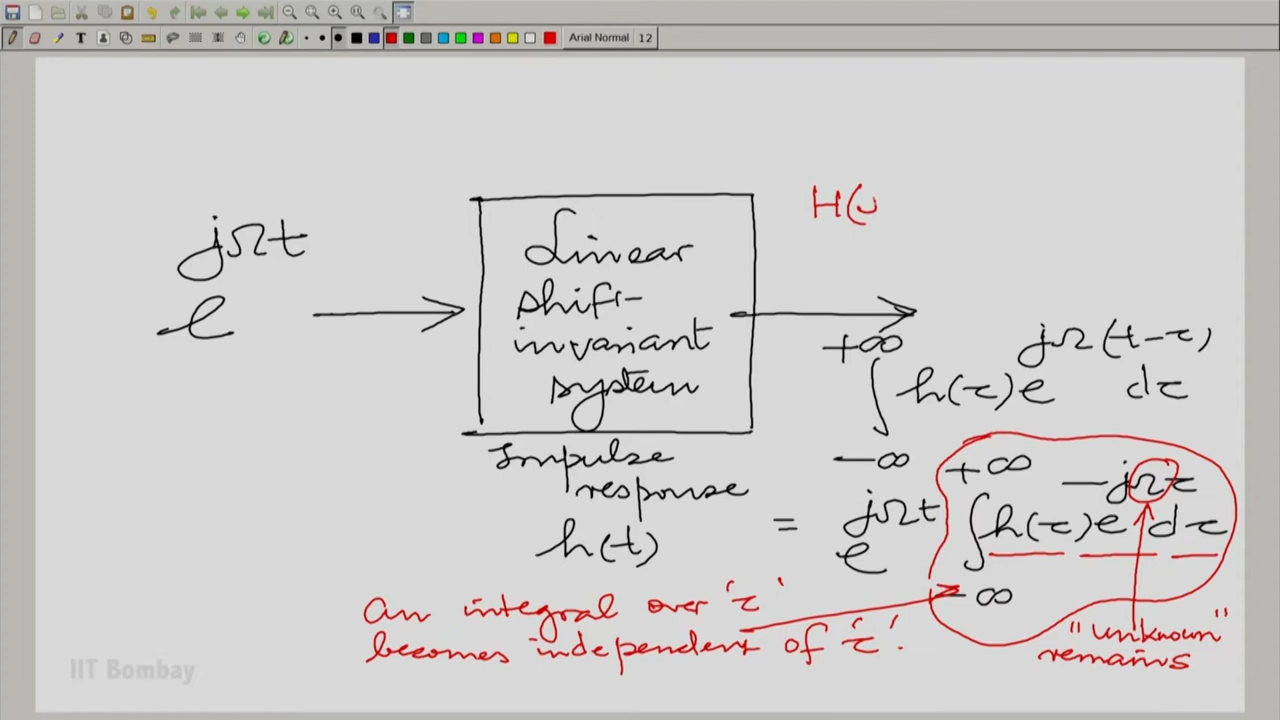 Arial Normal 12
H(
jΩt
e
Linear
shift-
invariant
system
+∞
∫ h(τ) e^{jΩ(t-τ)} dτ
-∞
Impulse
response
h(t)
= e^{jΩt} ∫_{-∞}^{+∞} h(τ) e^{-jΩτ} dτ
An integral over 'τ'
becomes independent of 'τ'.
"unknown"
remains
IIT Bombay